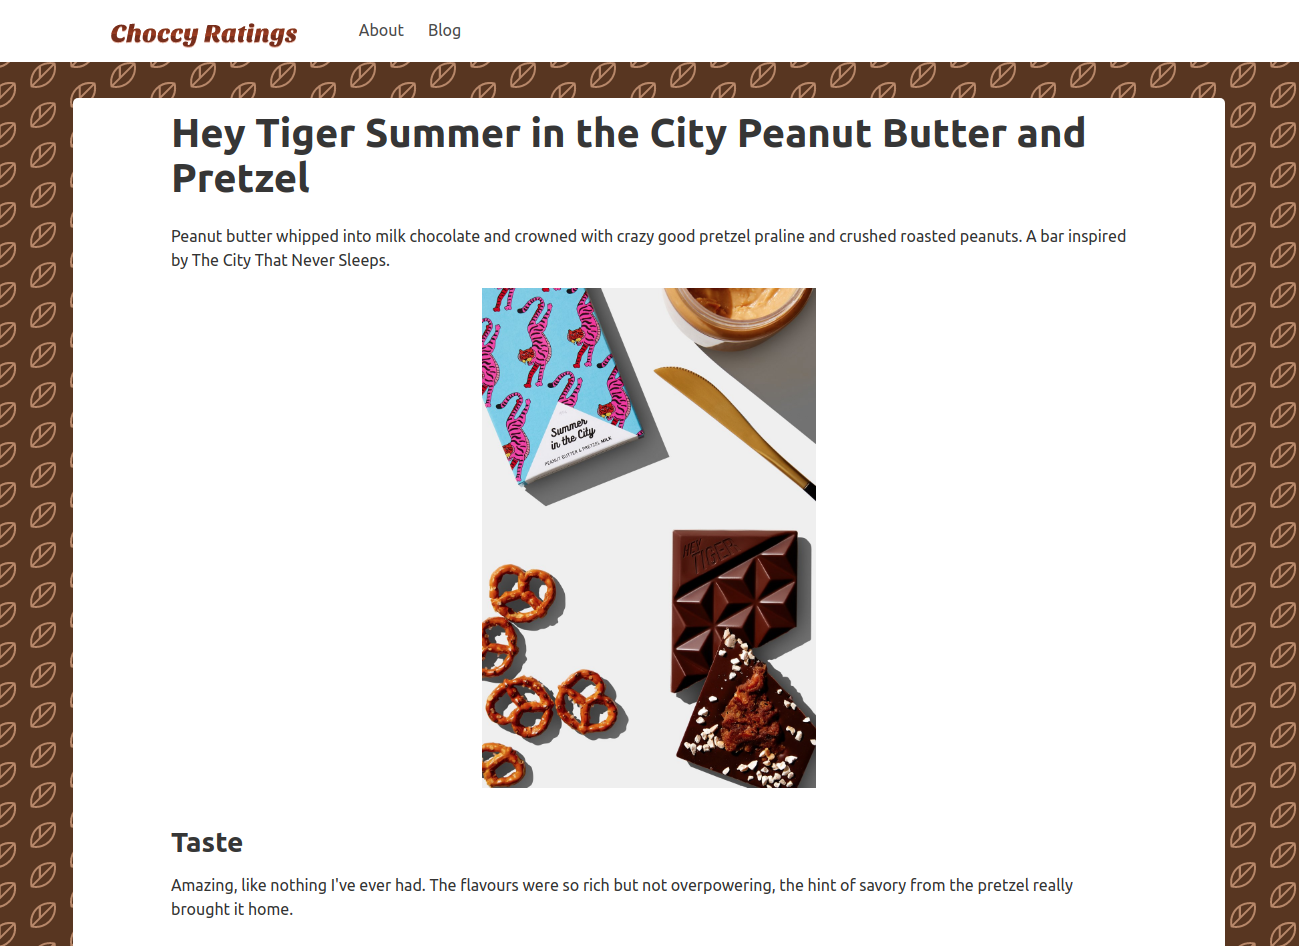 Choccy Ratings About Blog
Hey Tiger Summer in the City Peanut Butter and
Pretzel
Peanut butter whipped into milk chocolate and crowned with crazy good pretzel praline and crushed roasted peanuts. A bar inspired
by The City That Never Sleeps.
Summer
in the City
PEANUT BUTTER & PRETZEL MILK
HEY
TIGER
Taste
Amazing, like nothing I've ever had. The flavours were so rich but not overpowering, the hint of savory from the pretzel really
brought it home.